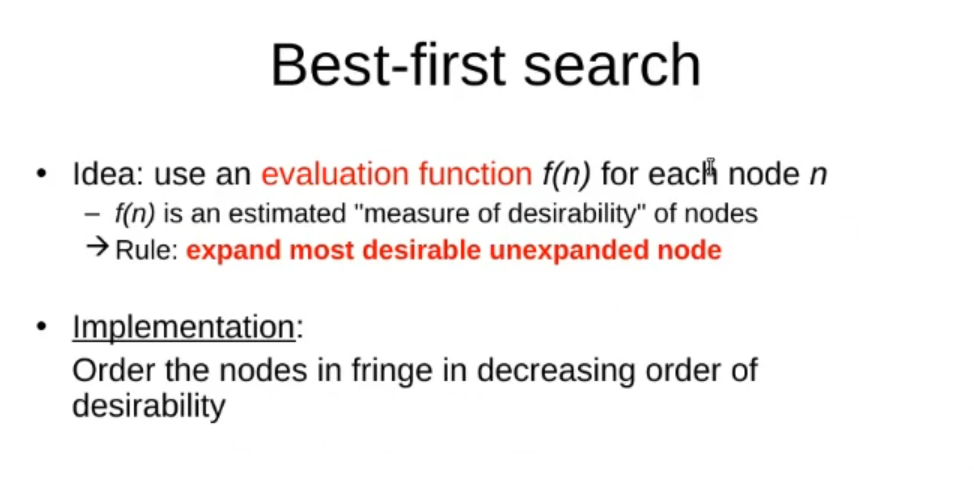 Best-first search
• Idea: use an evaluation function f(n) for each node n
– f(n) is an estimated "measure of desirability" of nodes
→ Rule: expand most desirable unexpanded node
• Implementation:
Order the nodes in fringe in decreasing order of
desirability